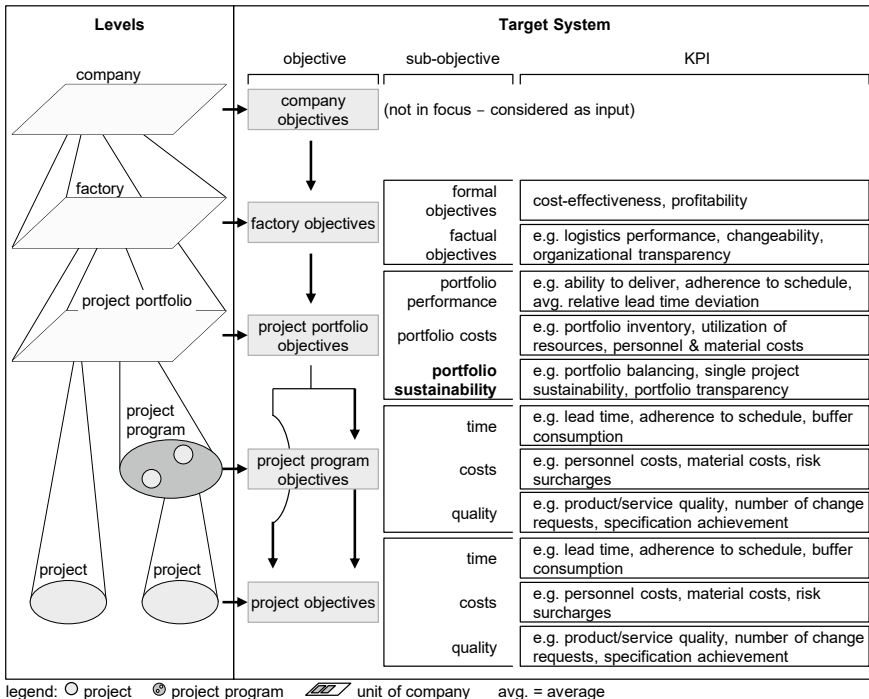 Levels
Target System
objective
sub-objective
KPI
company
company
objectives
(not in focus – considered as input)
factory
factory objectives
formal
objectives
cost-effectiveness, profitability
factual
objectives
e.g. logistics performance, changeability,
organizational transparency
project portfolio
project portfolio
objectives
portfolio
performance
e.g. ability to deliver, adherence to schedule,
avg. relative lead time deviation
portfolio costs
e.g. portfolio inventory, utilization of
resources, personnel & material costs
portfolio
sustainability
e.g. portfolio balancing, single project
sustainability, portfolio transparency
project
program
project program
objectives
time
e.g. lead time, adherence to schedule, buffer
consumption
costs
e.g. personnel costs, material costs, risk
surcharges
quality
e.g. product/service quality, number of change
requests, specification achievement
project
project
project objectives
time
e.g. lead time, adherence to schedule, buffer
consumption
costs
e.g. personnel costs, material costs, risk
surcharges
quality
e.g. product/service quality, number of change
requests, specification achievement
legend: project project program unit of company avg. = average